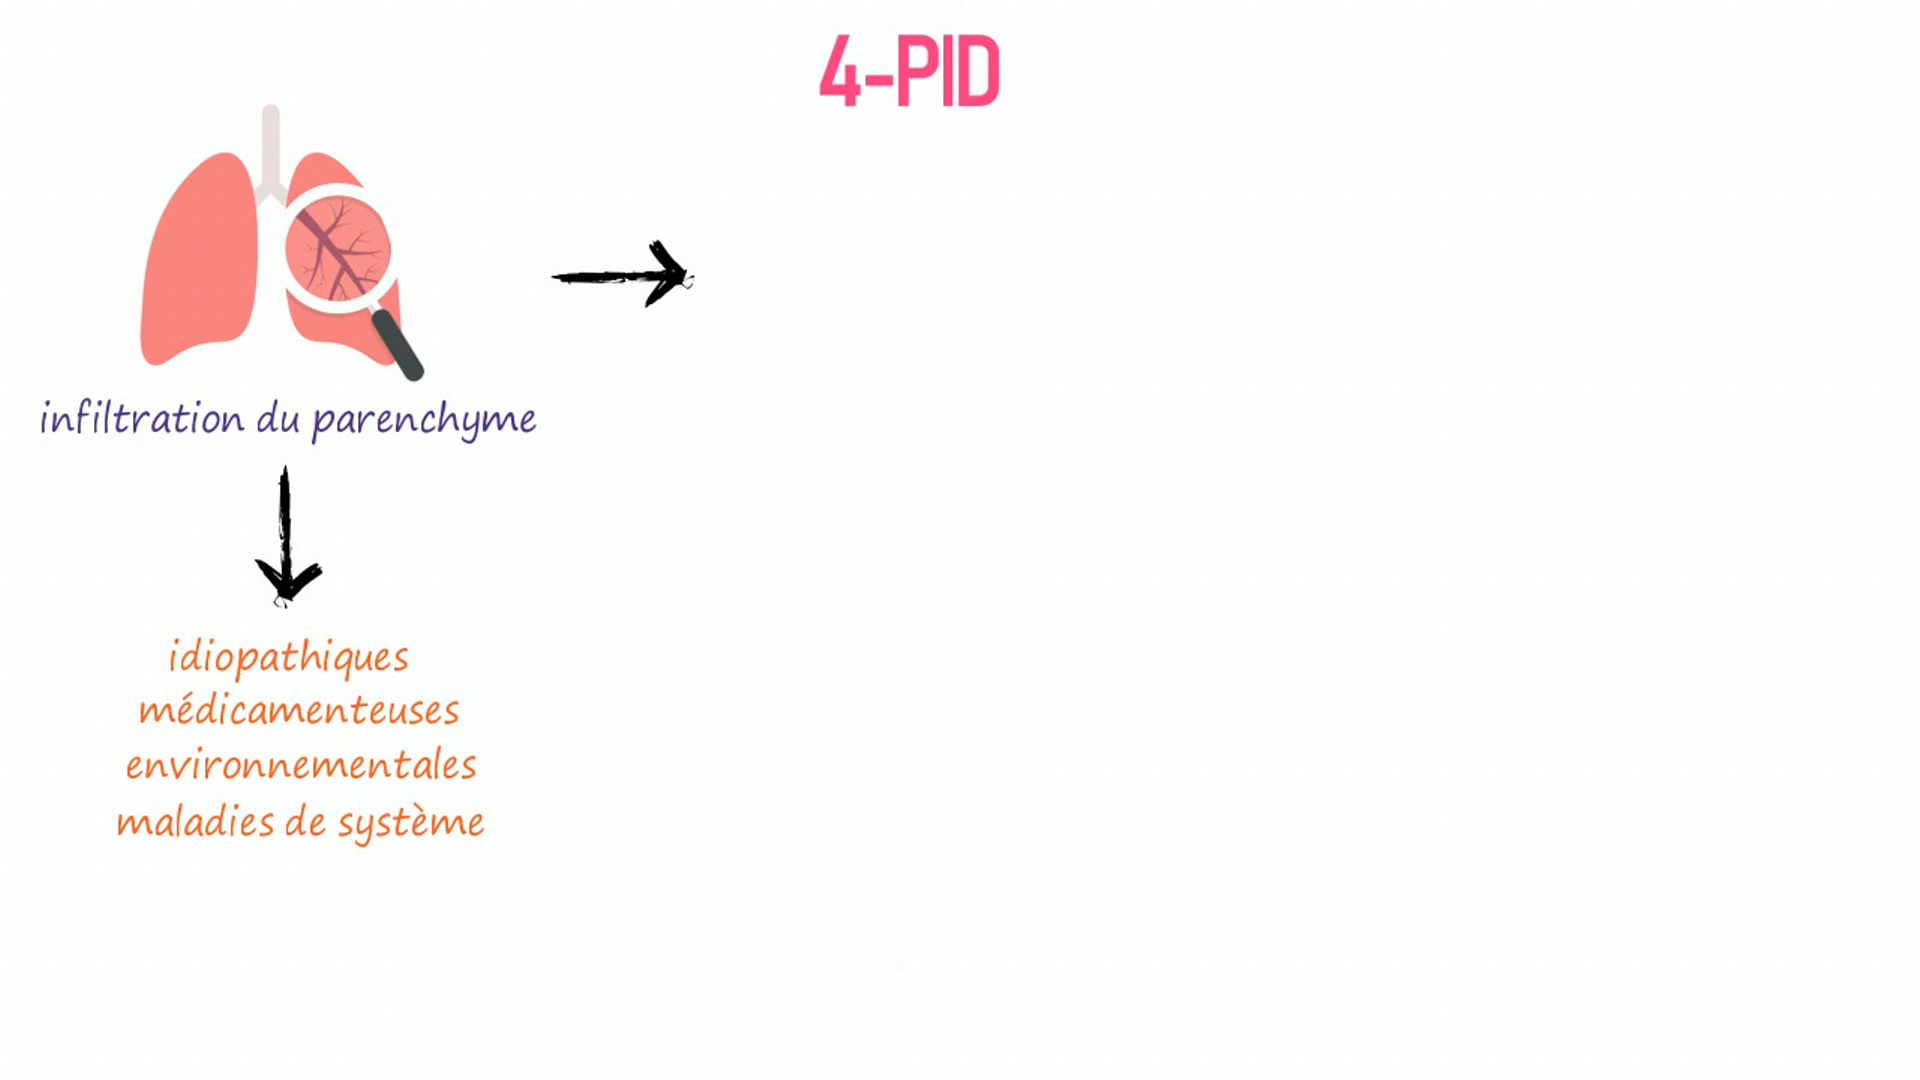 4-PID
infiltration du parenchyme
idiopathiques
médicamenteuses
environnementales
maladies de système